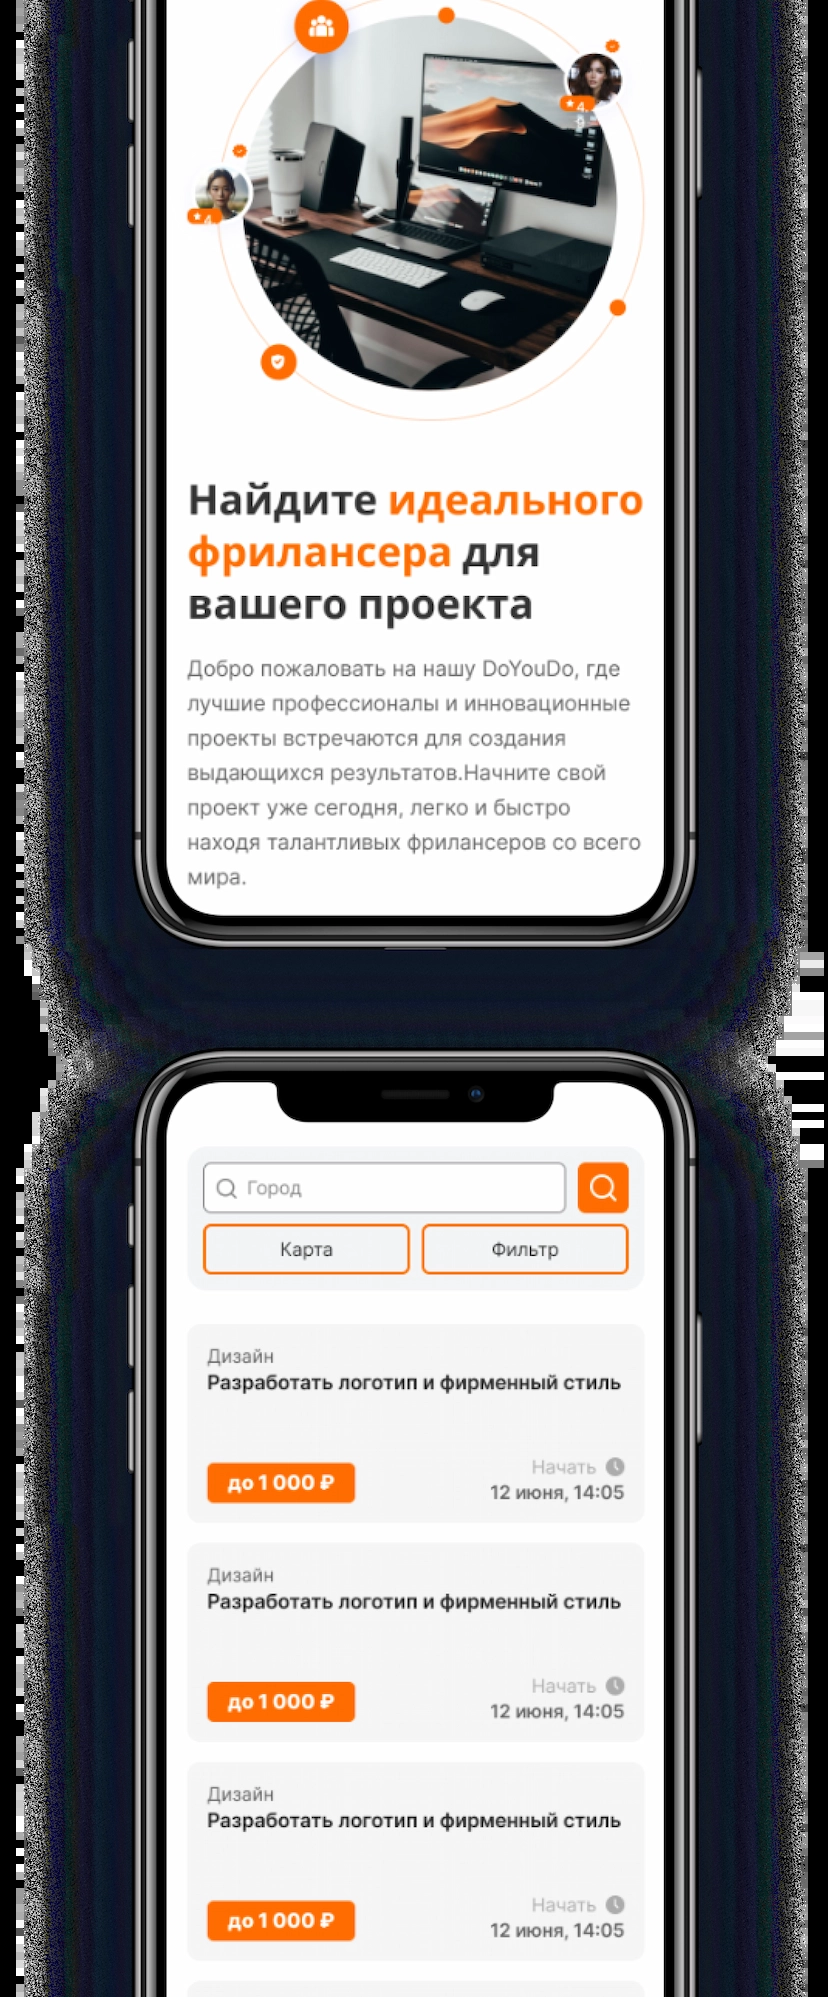 4.
4.
Найдите идеального
фрилансера для
вашего проекта
Добро пожаловать на нашу DoYouDo, где
лучшие профессионалы и инновационные
проекты встречаются для создания
выдающихся результатов.Начните свой
проект уже сегодня, легко и быстро
находя талантливых фрилансеров со всего
мира.
Город
Карта
Фильтр
Дизайн
Разработать логотип и фирменный стиль
Начать
до 1 000 ₽
12 июня, 14:05
Дизайн
Разработать логотип и фирменный стиль
Начать
до 1 000 ₽
12 июня, 14:05
Дизайн
Разработать логотип и фирменный стиль
Начать
до 1 000 ₽
12 июня, 14:05